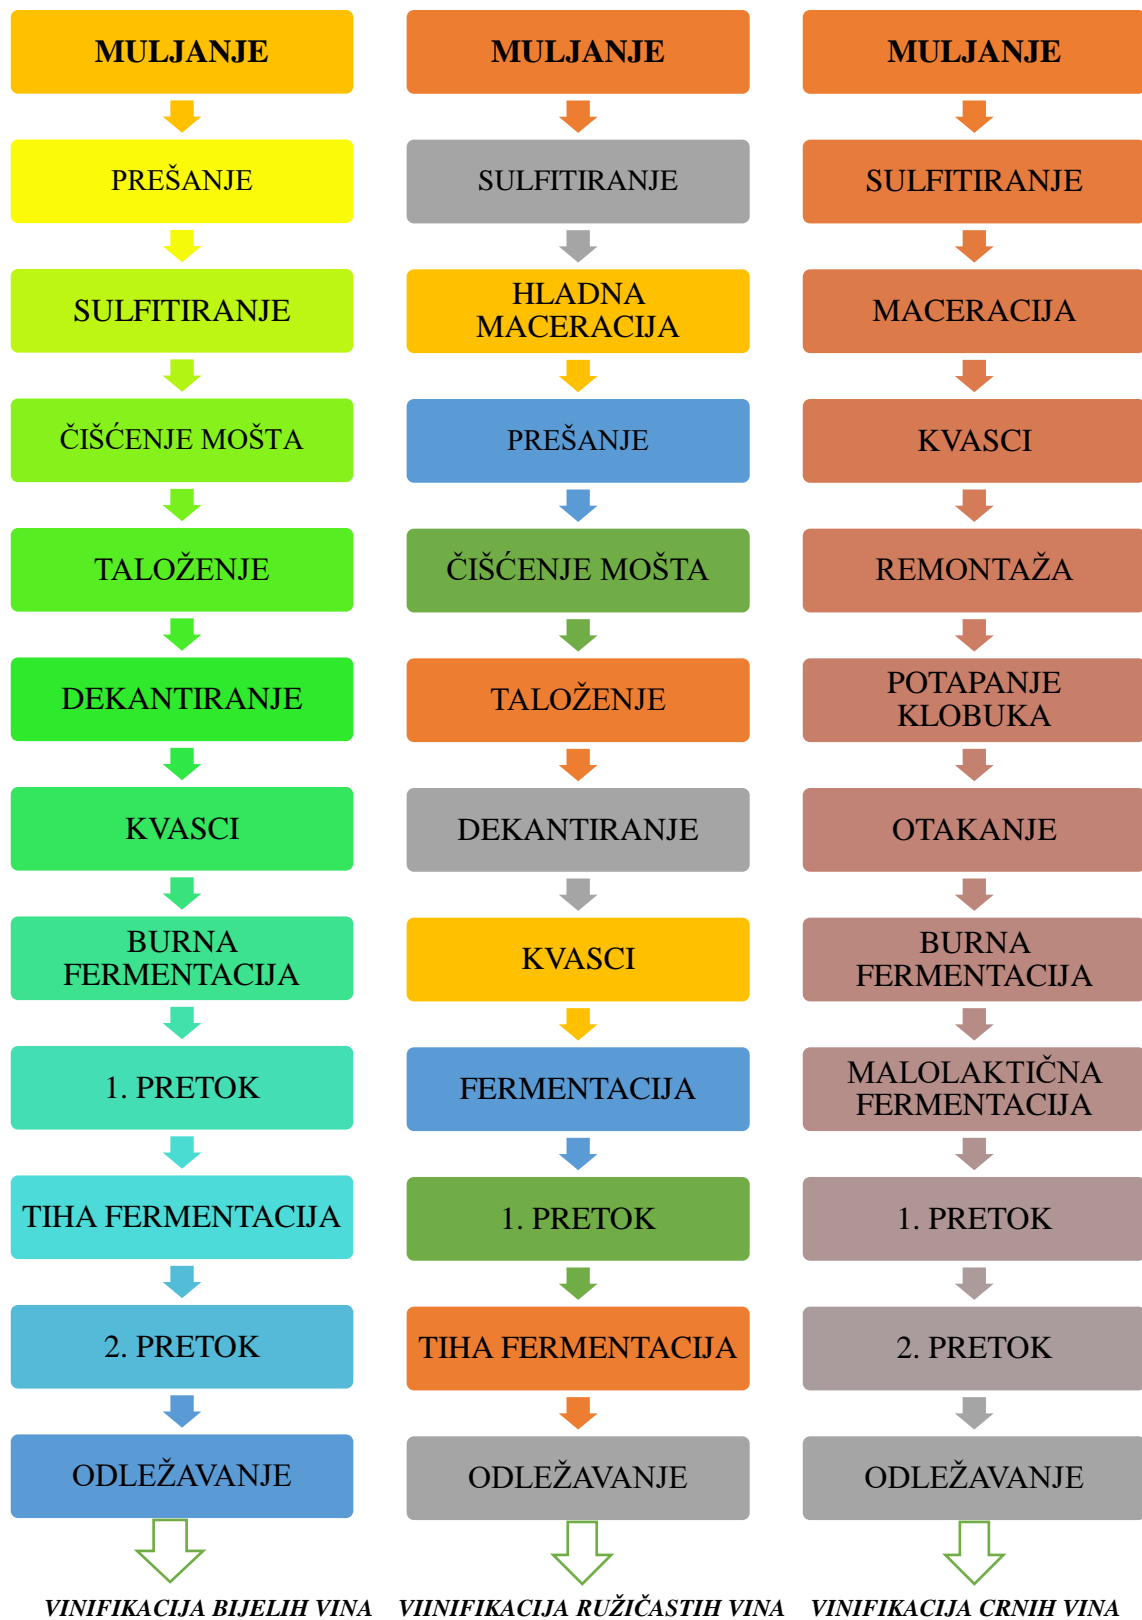 MULJANJE
PREŠANJE
SULFITIRANJE
ČIŠĆENJE MOŠTA
TALOŽENJE
DEKANTIRANJE
KVASCI
BURNA
FERMENTACIJA
1. PRETOK
TIHA FERMENTACIJA
2. PRETOK
ODLEŽAVANJE
VINIFIKACIJA BIJELIH VINA
MULJANJE
SULFITIRANJE
HLADNA
MACERACIJA
PREŠANJE
ČIŠĆENJE MOŠTA
TALOŽENJE
DEKANTIRANJE
KVASCI
FERMENTACIJA
1. PRETOK
TIHA FERMENTACIJA
ODLEŽAVANJE
VIINIFIKACIJA RUŽIČASTIH VINA
MULJANJE
SULFITIRANJE
MACERACIJA
KVASCI
REMONTAŽA
POTAPANJE
KLOBUKA
OTAKANJE
BURNA
FERMENTACIJA
MALOLAKTIČNA
FERMENTACIJA
1. PRETOK
2. PRETOK
ODLEŽAVANJE
VINIFIKACIJA CRNIH VINA